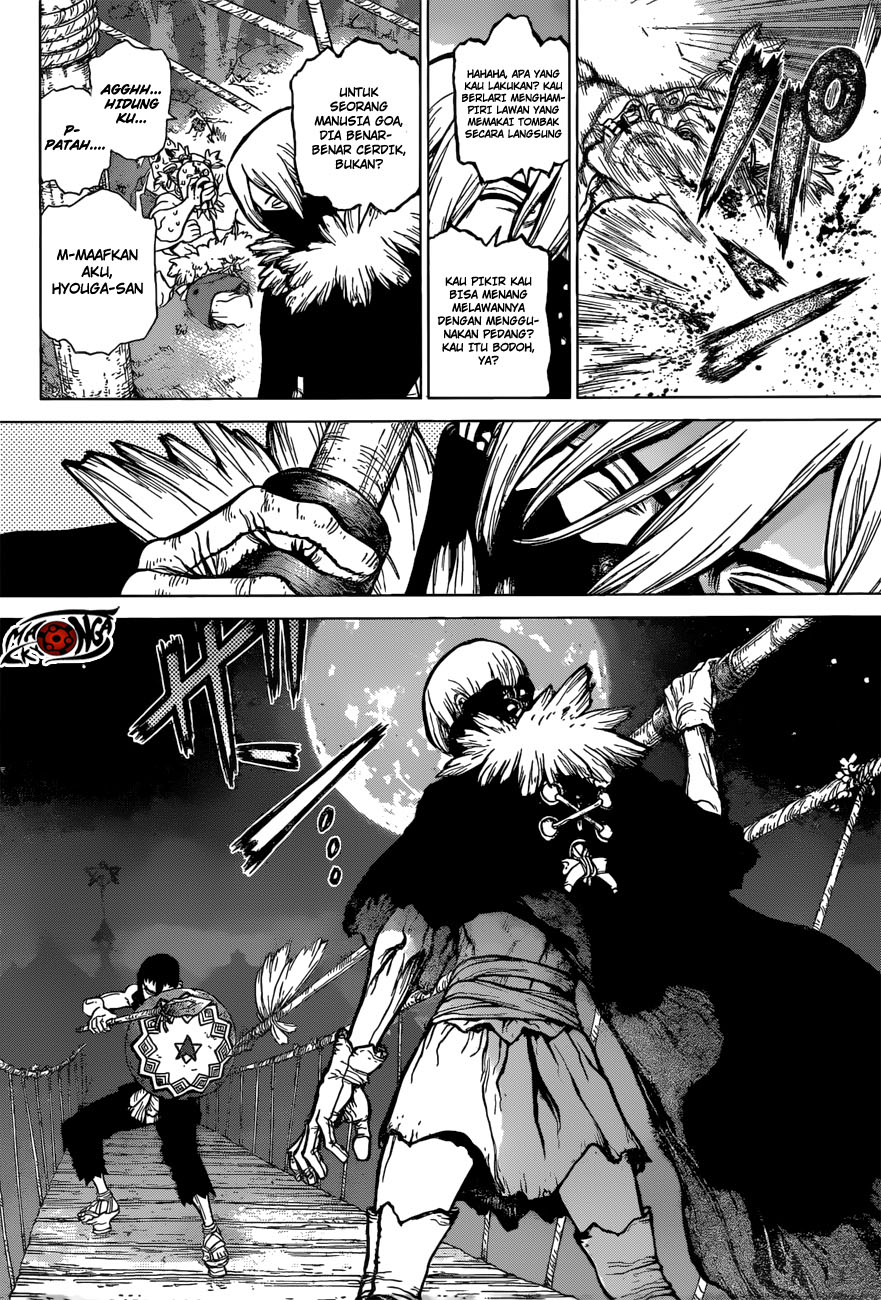 HAHAHA, APA YANG
KAU LAKUKAN? KAU
BERLARI MENGHAM-
PIRI LAWAN YANG
MEMAKAI TOMBAK
SECARA LANGSUNG
KAU PIKIR KAU
BISA MENANG
MELAWANNYA
DENGAN MENGGU-
NAKAN PEDANG?
KAU ITU BODOH,
YA?
UNTUK
SEORANG
MANUSIA GOA,
DIA BENAR-
BENAR CERDIK,
BUKAN?
AGGHH...
HIDUNG
KU...
P-
PATAH....
M-MAAFKAN
AKU,
HYOUGA-SAN